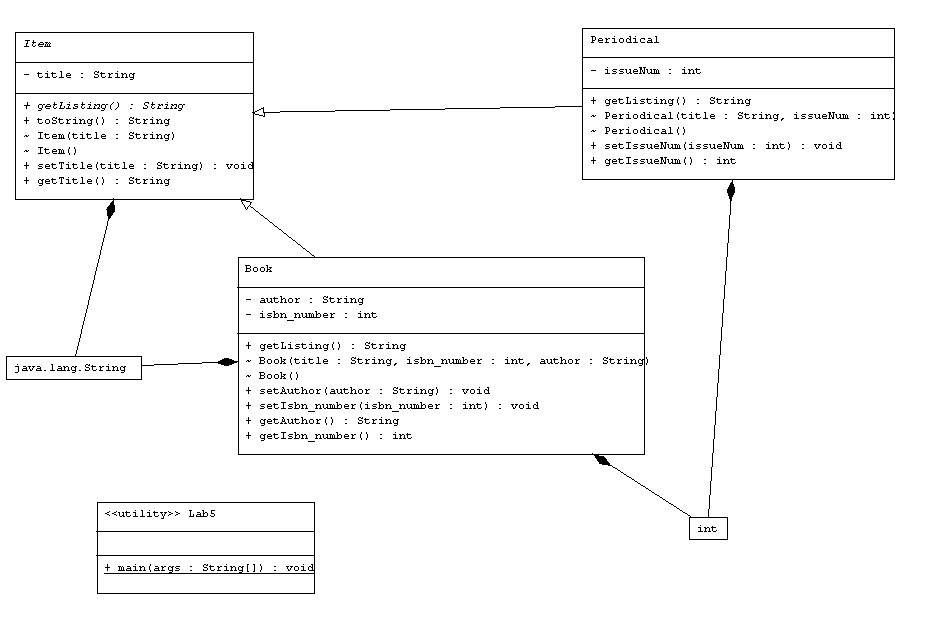 Item
- title : String
+ getListing() : String
+ toString() : String
~ Item(title : String)
~ Item()
+ setTitle(title : String) : void
+ getTitle() : String
Periodical
- issueNum : int
+ getListing() : String
~ Periodical(title : String, issueNum : int)
~ Periodical()
+ setIssueNum(issueNum : int) : void
+ getIssueNum() : int
Book
- author : String
- isbn_number : int
+ getListing() : String
~ Book(title : String, isbn_number : int, author : String)
~ Book()
+ setAuthor(author : String) : void
+ setIsbn_number(isbn_number : int) : void
+ getAuthor() : String
+ getIsbn_number() : int
java.lang.String
<<utility>> Lab5
+ main(args : String[]) : void
int